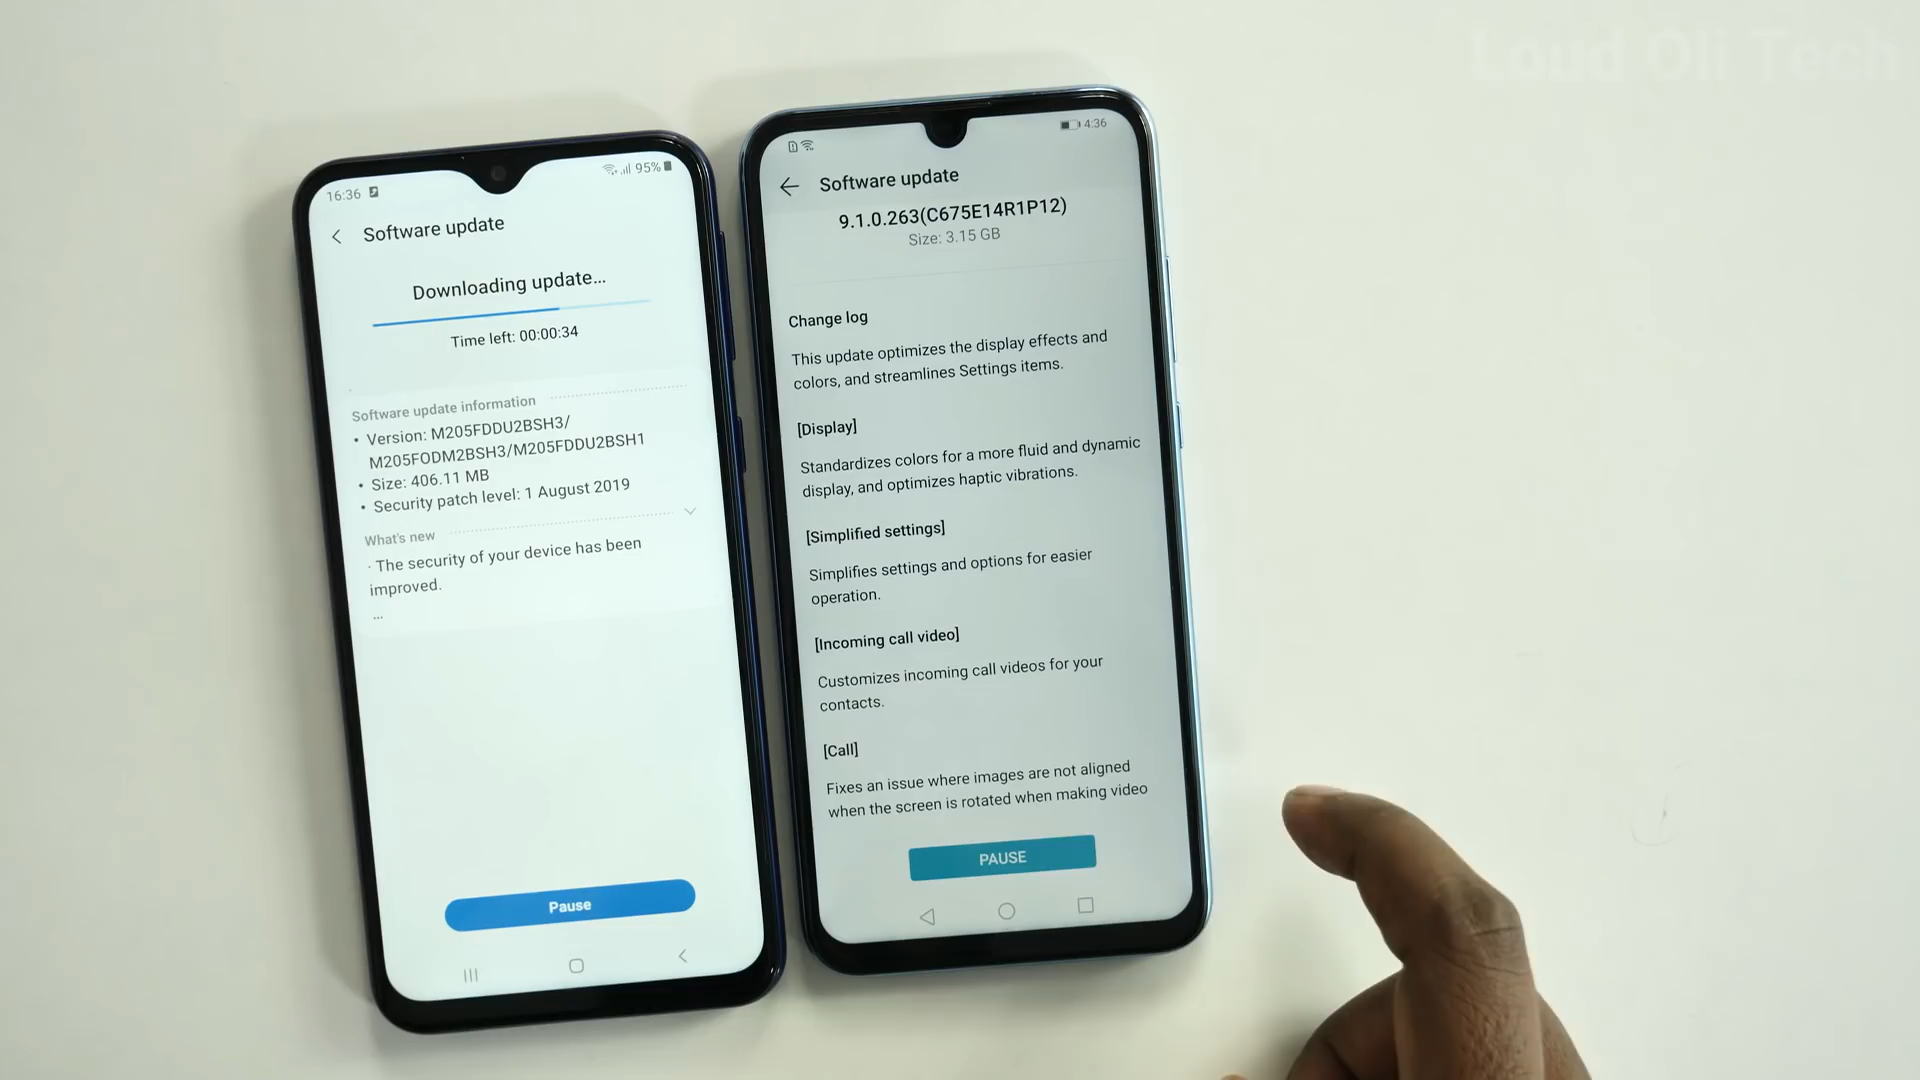 Loud Oli Tech
16:36
95%
Software update
Downloading update...
Time left: 00:00:34
Software update information
• Version: M205FDDU2BSH3/
M205FODM2BSH3/M205FDDU2BSH1
• Size: 406.11 MB
• Security patch level: 1 August 2019
What's new
· The security of your device has been
improved.
...
Pause
4:36
Software update
9.1.0.263(C675E14R1P12)
Size: 3.15 GB
Change log
This update optimizes the display effects and
colors, and streamlines Settings items.
[Display]
Standardizes colors for a more fluid and dynamic
display, and optimizes haptic vibrations.
[Simplified settings]
Simplifies settings and options for easier
operation.
[Incoming call video]
Customizes incoming call videos for your
contacts.
[Call]
Fixes an issue where images are not aligned
when the screen is rotated when making video
PAUSE